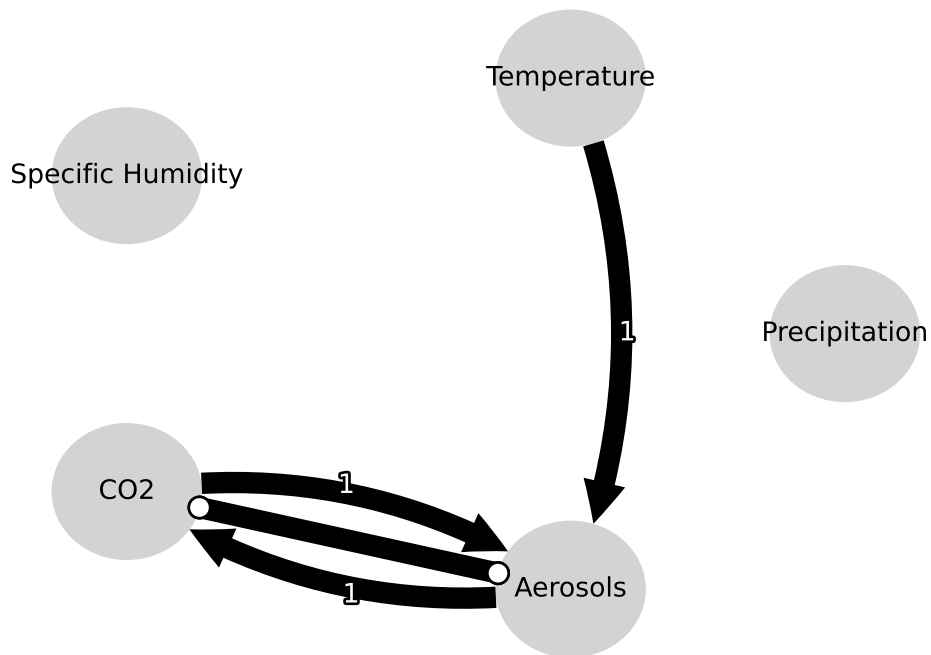 Temperature
Specific Humidity
1
Precipitation
1
CO2
Aerosols
1